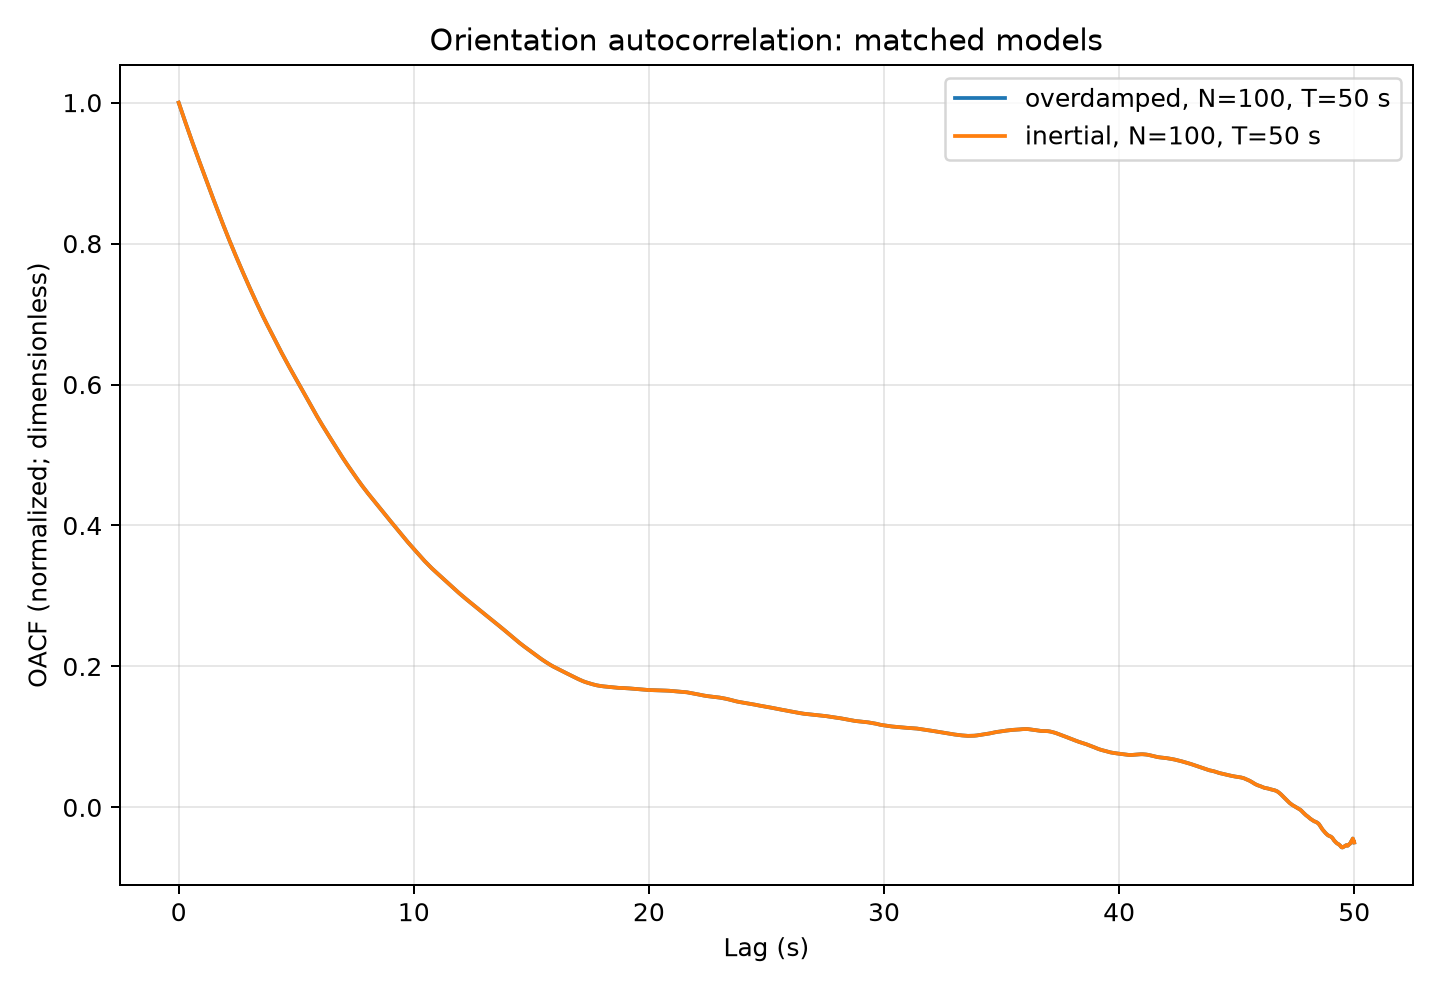 Orientation autocorrelation: matched models
overdamped, N=100, T=50 s
inertial, N=100, T=50 s
1.0
0.8
0.6
0.4
0.2
0.0
OACF (normalized; dimensionless)
0 10 20 30 40 50
Lag (s)